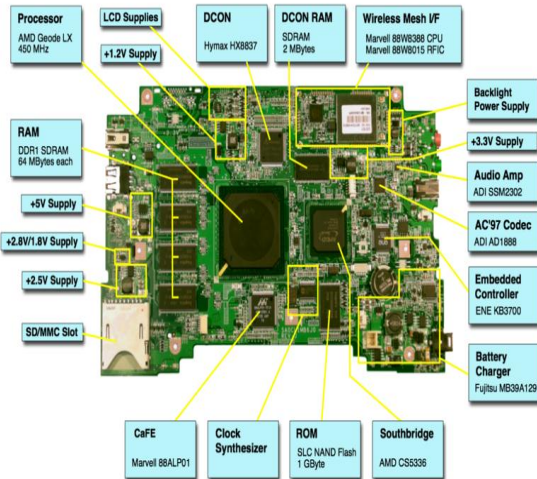 Processor
AMD Geode LX
450 MHz
LCD Supplies
+1.2V Supply
DCON
Hymax HX8837
DCON RAM
SDRAM
2 MBytes
Wireless Mesh I/F
Marvell 88W8388 CPU
Marvell 88W8015 RFIC
Backlight
Power Supply
RAM
DDR1 SDRAM
64 MBytes each
+3.3V Supply
Audio Amp
ADI SSM2302
+5V Supply
AC'97 Codec
ADI AD1888
+2.8V/1.8V Supply
+2.5V Supply
Embedded
Controller
ENE KB3700
SD/MMC Slot
Battery
Charger
Fujitsu MB39A129
CaFE
Marvell 88ALP01
Clock
Synthesizer
ROM
SLC NAND Flash
1 GByte
Southbridge
AMD CS5336